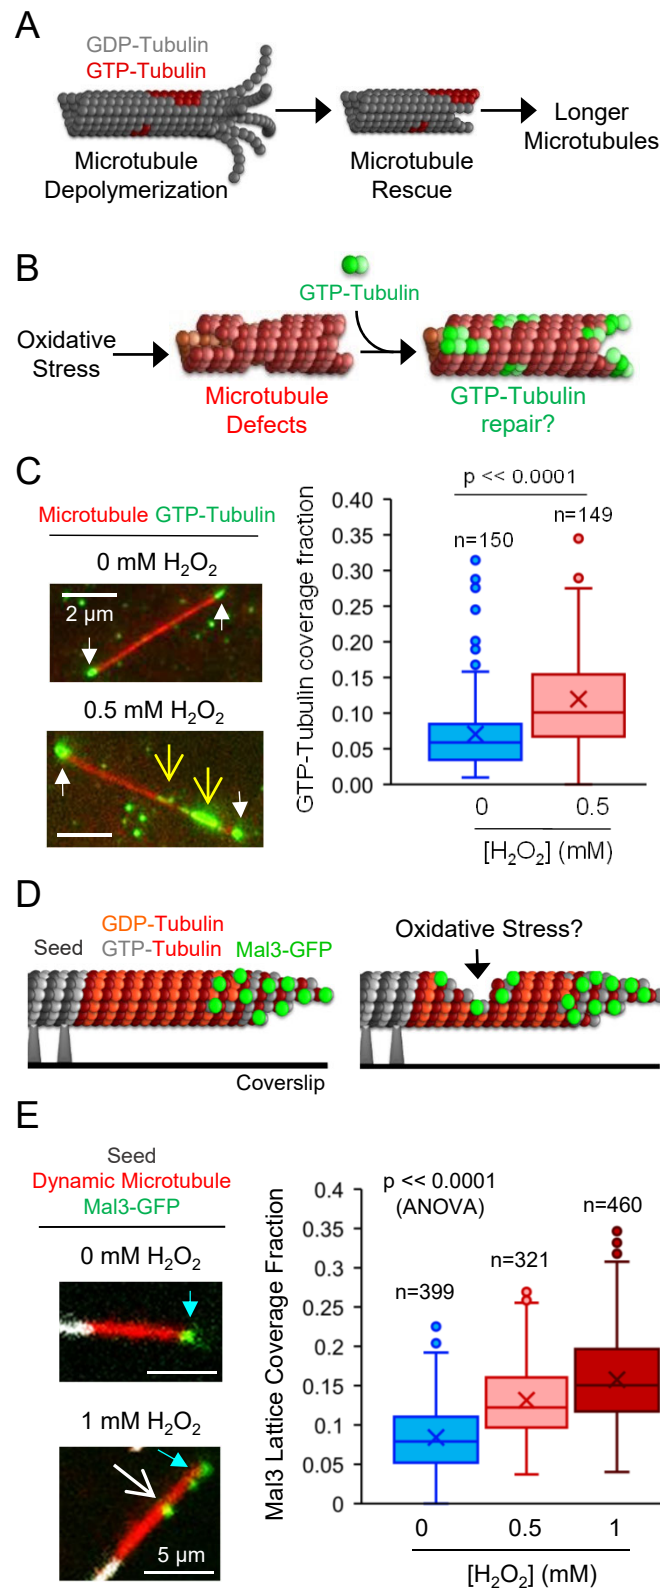 A
GDP-Tubulin
GTP-Tubulin
Microtubule
Depolymerization
Microtubule
Rescue
Longer
Microtubules
B
GTP-Tubulin
Oxidative
Stress
Microtubule
Defects
GTP-Tubulin
repair?
C
Microtubule GTP-Tubulin
0 mM H₂O₂
2 µm
0.5 mM H₂O₂
p << 0.0001
n=150
n=149
GTP-Tubulin coverage fraction
0.40
0.35
0.30
0.25
0.20
0.15
0.10
0.05
0.00
0
0.5
[H₂O₂] (mM)
D
Seed
GDP-Tubulin
GTP-Tubulin
Mal3-GFP
Coverslip
Oxidative Stress?
E
Seed
Dynamic Microtubule
Mal3-GFP
0 mM H₂O₂
1 mM H₂O₂
5 µm
p << 0.0001
(ANOVA)
n=399
n=321
n=460
Mal3 Lattice Coverage Fraction
0.4
0.35
0.3
0.25
0.2
0.15
0.1
0.05
0
0
0.5
1
[H₂O₂] (mM)